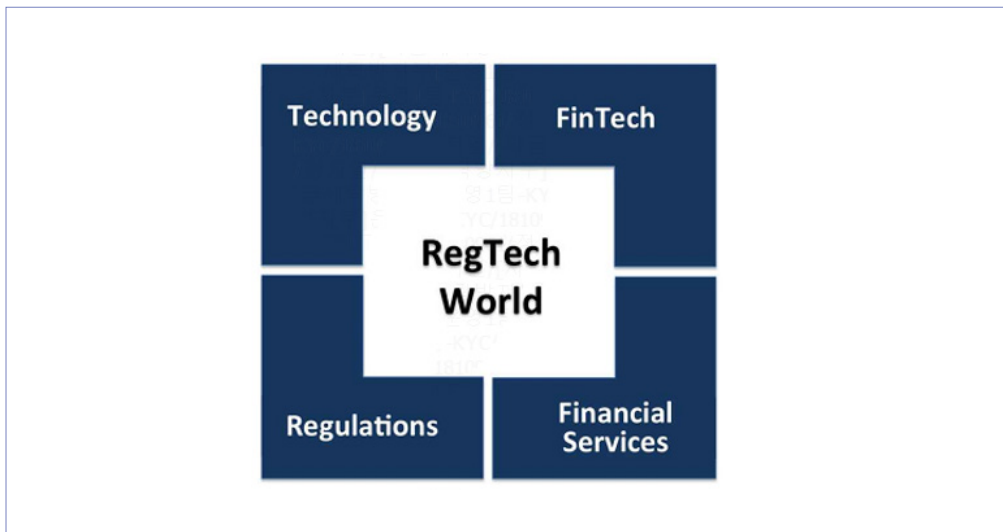 Technology
FinTech
RegTech
World
Regulations
Financial
Services